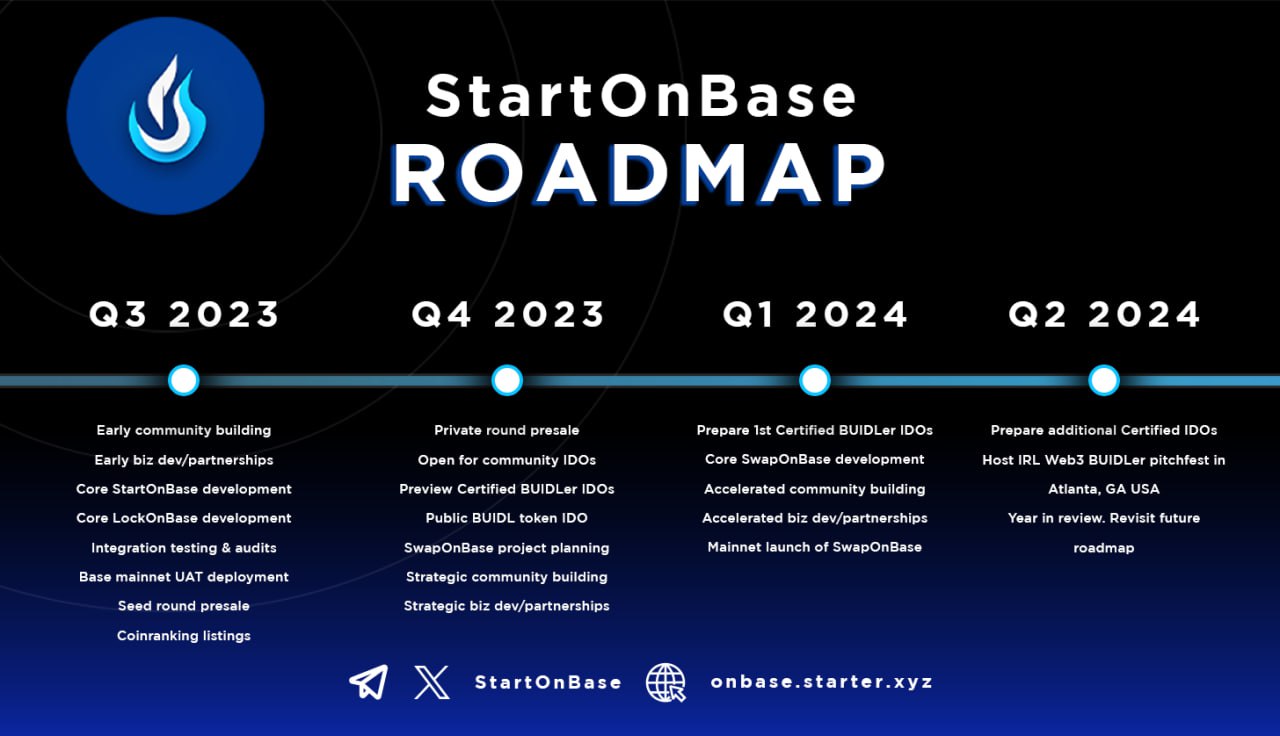 StartOnBase
ROADMAP
Q3 2023
Early community building
Early biz dev/partnerships
Core StartOnBase development
Core LockOnBase development
Integration testing & audits
Base mainnet UAT deployment
Seed round presale
Coinranking listings
Q4 2023
Private round presale
Open for community IDOs
Preview Certified BUIDLer IDOs
Public BUIDL token IDO
SwapOnBase project planning
Strategic community building
Strategic biz dev/partnerships
Q1 2024
Prepare 1st Certified BUIDLer IDOs
Core SwapOnBase development
Accelerated community building
Accelerated biz dev/partnerships
Mainnet launch of SwapOnBase
Q2 2024
Prepare additional Certified IDOs
Host IRL Web3 BUIDLer pitchfest in
Atlanta, GA USA
Year in review. Revisit future
roadmap
StartOnBase
onbase.starter.xyz